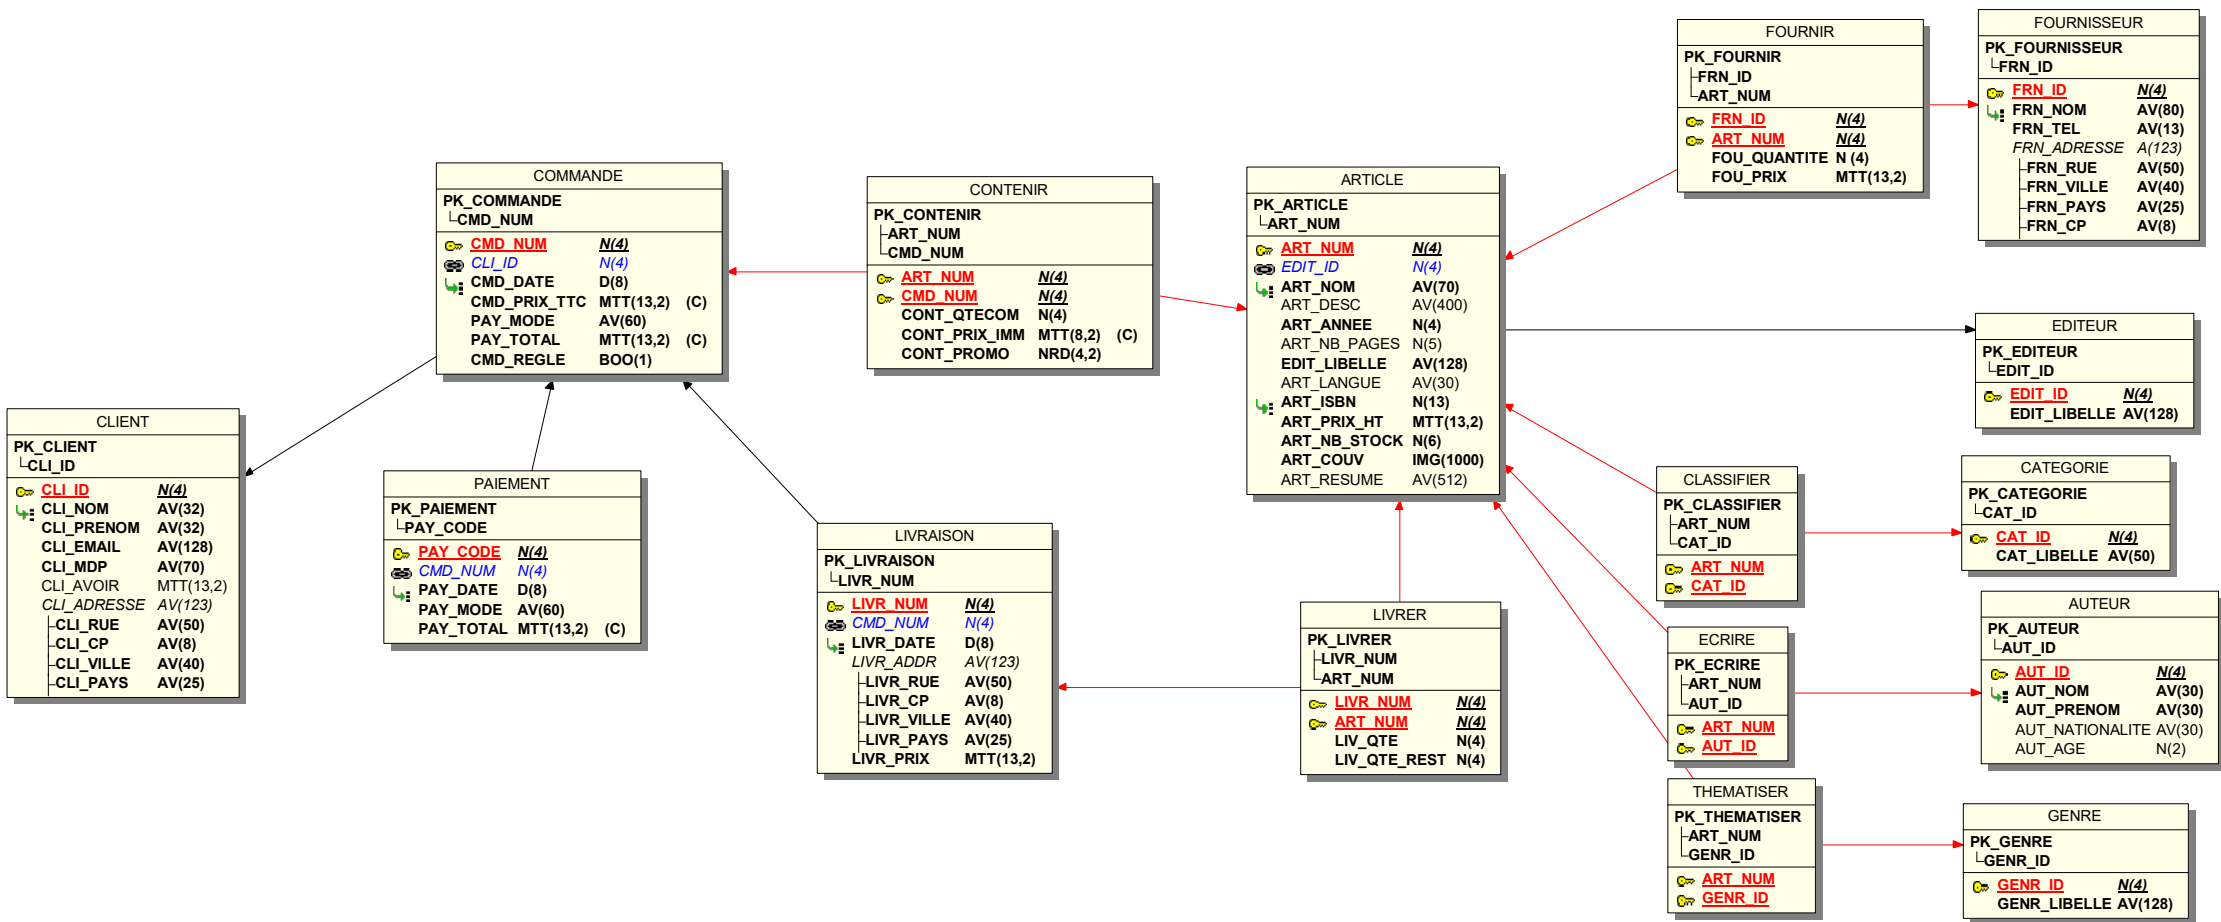 CLIENT
PK_CLIENT
CLI_ID
CLI_ID N(4)
CLI_NOM AV(32)
CLI_PRENOM AV(32)
CLI_EMAIL AV(128)
CLI_MDP AV(70)
CLI_AVOIR MTT(13,2)
CLI_ADRESSE AV(123)
CLI_RUE AV(50)
CLI_CP AV(8)
CLI_VILLE AV(40)
CLI_PAYS AV(25)
COMMANDE
PK_COMMANDE
CMD_NUM
CMD_NUM N(4)
CLI_ID N(4)
CMD_DATE D(8)
CMD_PRIX_TTC MTT(13,2) (C)
PAY_MODE AV(60)
PAY_TOTAL MTT(13,2) (C)
CMD_REGLE BOO(1)
PAIEMENT
PK_PAIEMENT
PAY_CODE
PAY_CODE N(4)
CMD_NUM N(4)
PAY_DATE D(8)
PAY_MODE AV(60)
PAY_TOTAL MTT(13,2) (C)
CONTENIR
PK_CONTENIR
ART_NUM
CMD_NUM
ART_NUM N(4)
CMD_NUM N(4)
CONT_QTECOM N(4)
CONT_PRIX_IMM MTT(8,2) (C)
CONT_PROMO NRD(4,2)
LIVRAISON
PK_LIVRAISON
LIVR_NUM
LIVR_NUM N(4)
CMD_NUM N(4)
LIVR_DATE D(8)
LIVR_ADDR AV(123)
LIVR_RUE AV(50)
LIVR_CP AV(8)
LIVR_VILLE AV(40)
LIVR_PAYS AV(25)
LIVR_PRIX MTT(13,2)
ARTICLE
PK_ARTICLE
ART_NUM
ART_NUM N(4)
EDIT_ID N(4)
ART_NOM AV(70)
ART_DESC AV(400)
ART_ANNEE N(4)
ART_NB_PAGES N(5)
EDIT_LIBELLE AV(128)
ART_LANGUE AV(30)
ART_ISBN N(13)
ART_PRIX_HT MTT(13,2)
ART_NB_STOCK N(6)
ART_COUV IMG(1000)
ART_RESUME AV(512)
LIVRER
PK_LIVRER
LIVR_NUM
ART_NUM
LIVR_NUM N(4)
ART_NUM N(4)
LIV_QTE N(4)
LIV_QTE_REST N(4)
FOURNIR
PK_FOURNIR
FRN_ID
ART_NUM
FRN_ID N(4)
ART_NUM N(4)
FOU_QUANTITE N (4)
FOU_PRIX MTT(13,2)
FOURNISSEUR
PK_FOURNISSEUR
FRN_ID
FRN_ID N(4)
FRN_NOM AV(80)
FRN_TEL AV(13)
FRN_ADRESSE A(123)
FRN_RUE AV(50)
FRN_VILLE AV(40)
FRN_PAYS AV(25)
FRN_CP AV(8)
EDITEUR
PK_EDITEUR
EDIT_ID
EDIT_ID N(4)
EDIT_LIBELLE AV(128)
CLASSIFIER
PK_CLASSIFIER
ART_NUM
CAT_ID
ART_NUM
CAT_ID
CATEGORIE
PK_CATEGORIE
CAT_ID
CAT_ID N(4)
CAT_LIBELLE AV(50)
ECRIRE
PK_ECRIRE
ART_NUM
AUT_ID
ART_NUM
AUT_ID
AUTEUR
PK_AUTEUR
AUT_ID
AUT_ID N(4)
AUT_NOM AV(30)
AUT_PRENOM AV(30)
AUT_NATIONALITE AV(30)
AUT_AGE N(2)
THEMATISER
PK_THEMATISER
ART_NUM
GENR_ID
ART_NUM
GENR_ID
GENRE
PK_GENRE
GENR_ID
GENR_ID N(4)
GENR_LIBELLE AV(128)